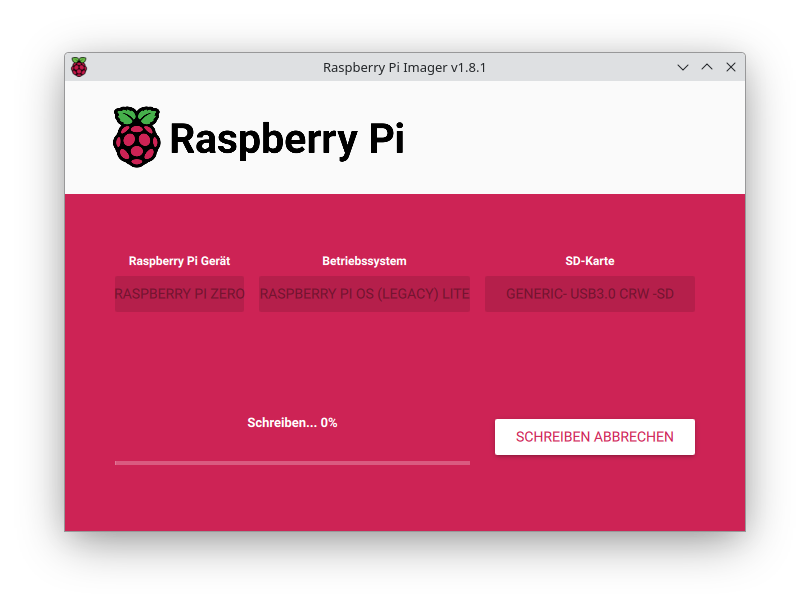 Raspberry Pi Imager v1.8.1
Raspberry Pi
Raspberry Pi Gerät
Betriebssystem
SD-Karte
RASPBERRY PI ZERO
RASPBERRY PI OS (LEGACY) LITE
GENERIC- USB3.0 CRW -SD
Schreiben... 0%
SCHREIBEN ABBRECHEN